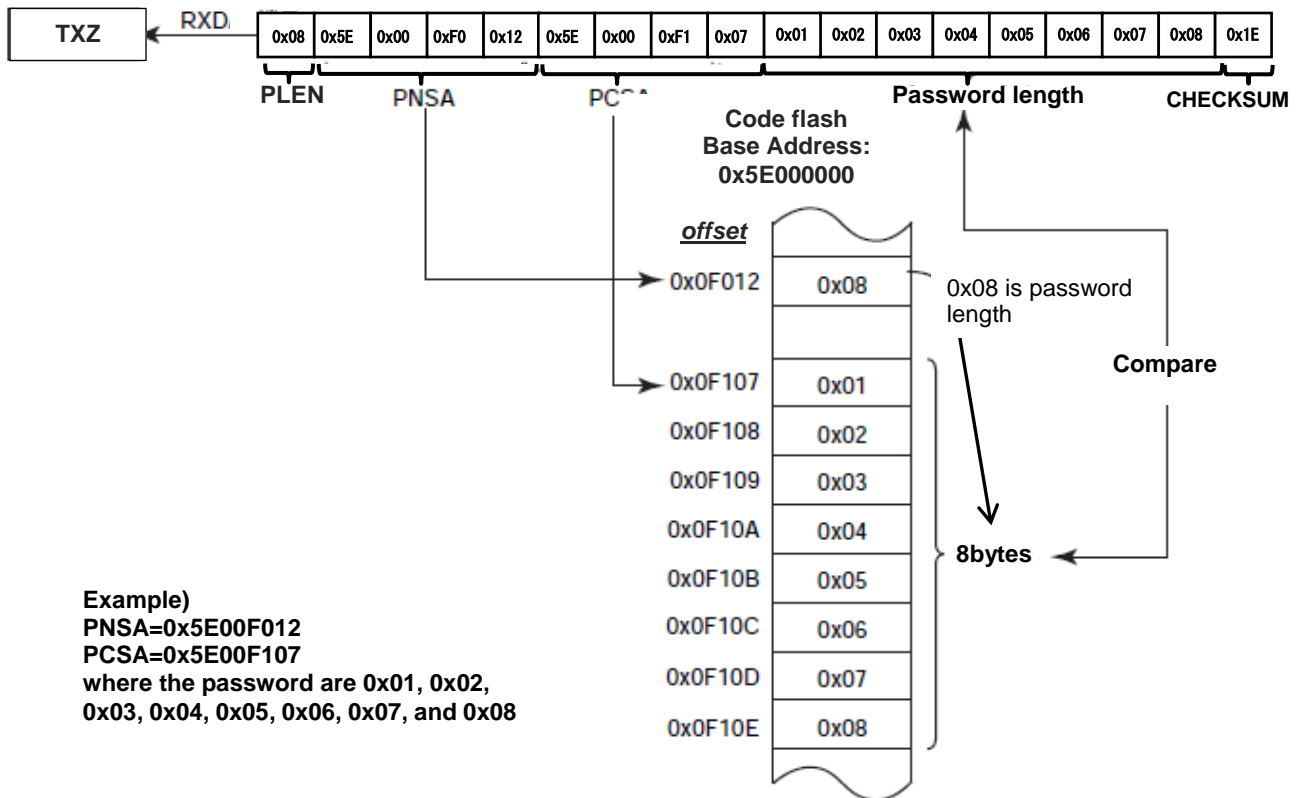 TXZ
RXD
0x08 0x5E 0x00 0xF0 0x12 0x5E 0x00 0xF1 0x07 0x01 0x02 0x03 0x04 0x05 0x06 0x07 0x08 0x1E
PLEN PNSA Password length CHECKSUM
Code flash
Base Address:
0x5E000000
offset
0x0F012 0x08
0x08 is password
length
Compare
0x0F107 0x01
0x0F108 0x02
0x0F109 0x03
0x0F10A 0x04
0x0F10B 0x05
0x0F10C 0x06
0x0F10D 0x07
0x0F10E 0x08
8bytes
Example)
PNSA=0x5E00F012
PCSA=0x5E00F107
where the password are 0x01, 0x02,
0x03, 0x04, 0x05, 0x06, 0x07, and 0x08